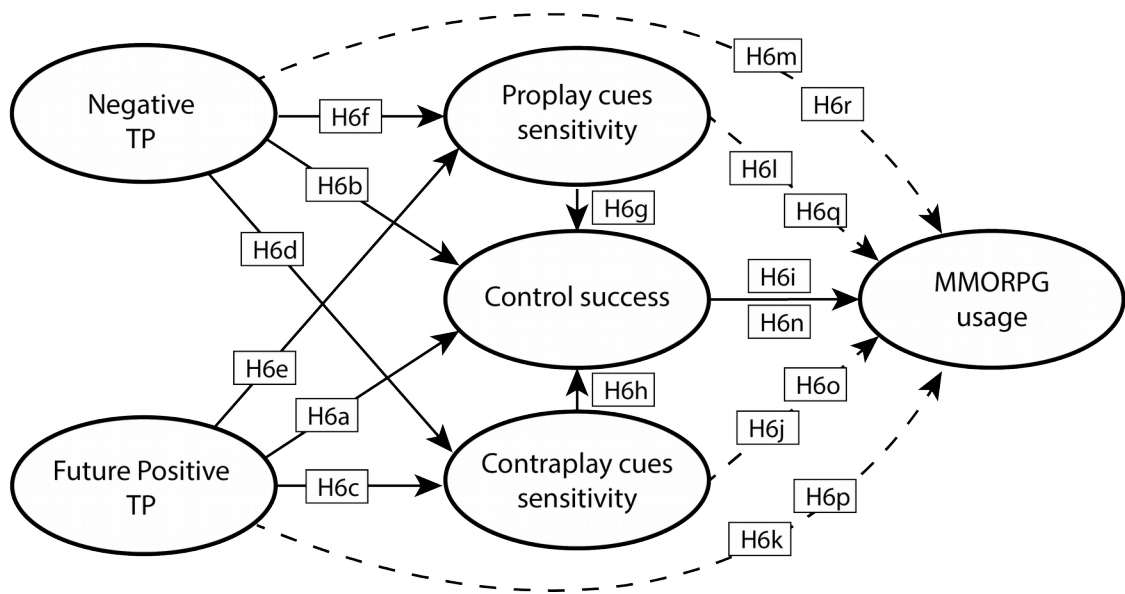 Negative
TP
H6f
Proplay cues
sensitivity
H6m
H6r
H6l
H6q
H6b
H6g
H6d
Control success
H6i
H6n
MMORPG
usage
H6e
H6a
H6h
H6o
H6j
Future Positive
TP
H6c
Contraplay cues
sensitivity
H6p
H6k